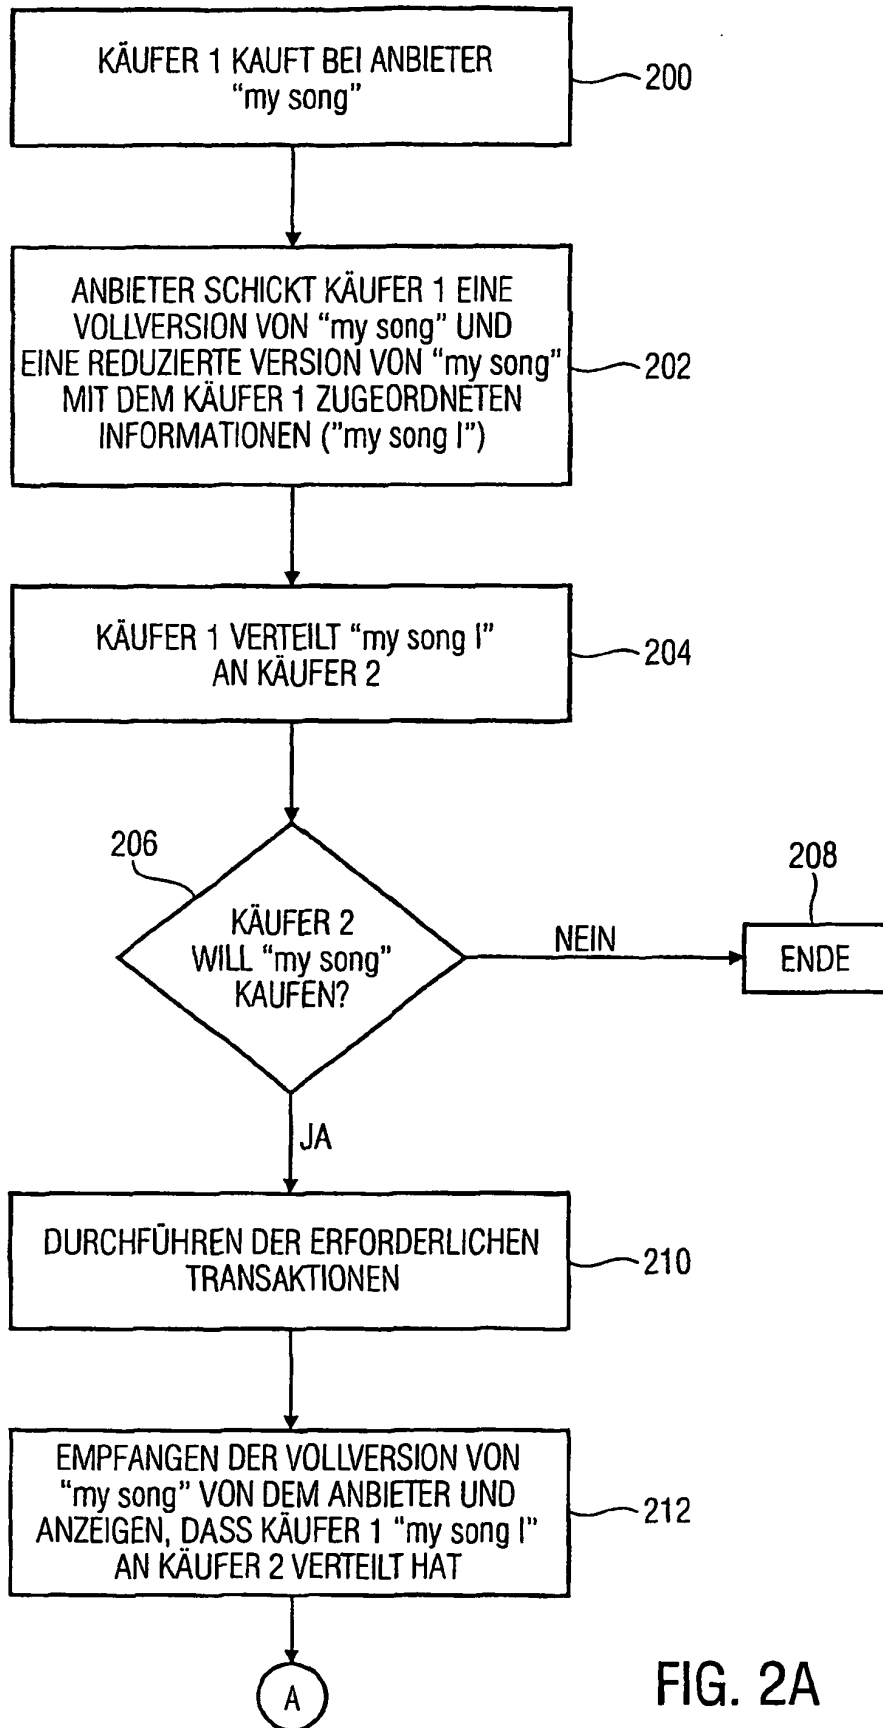 KÄUFER 1 KAUFT BEI ANBIETER
“my song”
200
ANBIETER SCHICKT KÄUFER 1 EINE
VOLLVERSION VON “my song” UND
EINE REDUZIERTE VERSION VON “my song”
MIT DEM KÄUFER 1 ZUGEORDNETEN
INFORMATIONEN (”my song I”)
202
KÄUFER 1 VERTEILT “my song I”
AN KÄUFER 2
204
206
KÄUFER 2
WILL “my song”
KAUFEN?
NEIN
208
ENDE
JA
DURCHFÜHREN DER ERFORDERLICHEN
TRANSAKTIONEN
210
EMPFANGEN DER VOLLVERSION VON
“my song” VON DEM ANBIETER UND
ANZEIGEN, DASS KÄUFER 1 “my song I”
AN KÄUFER 2 VERTEILT HAT
212
A
FIG. 2A